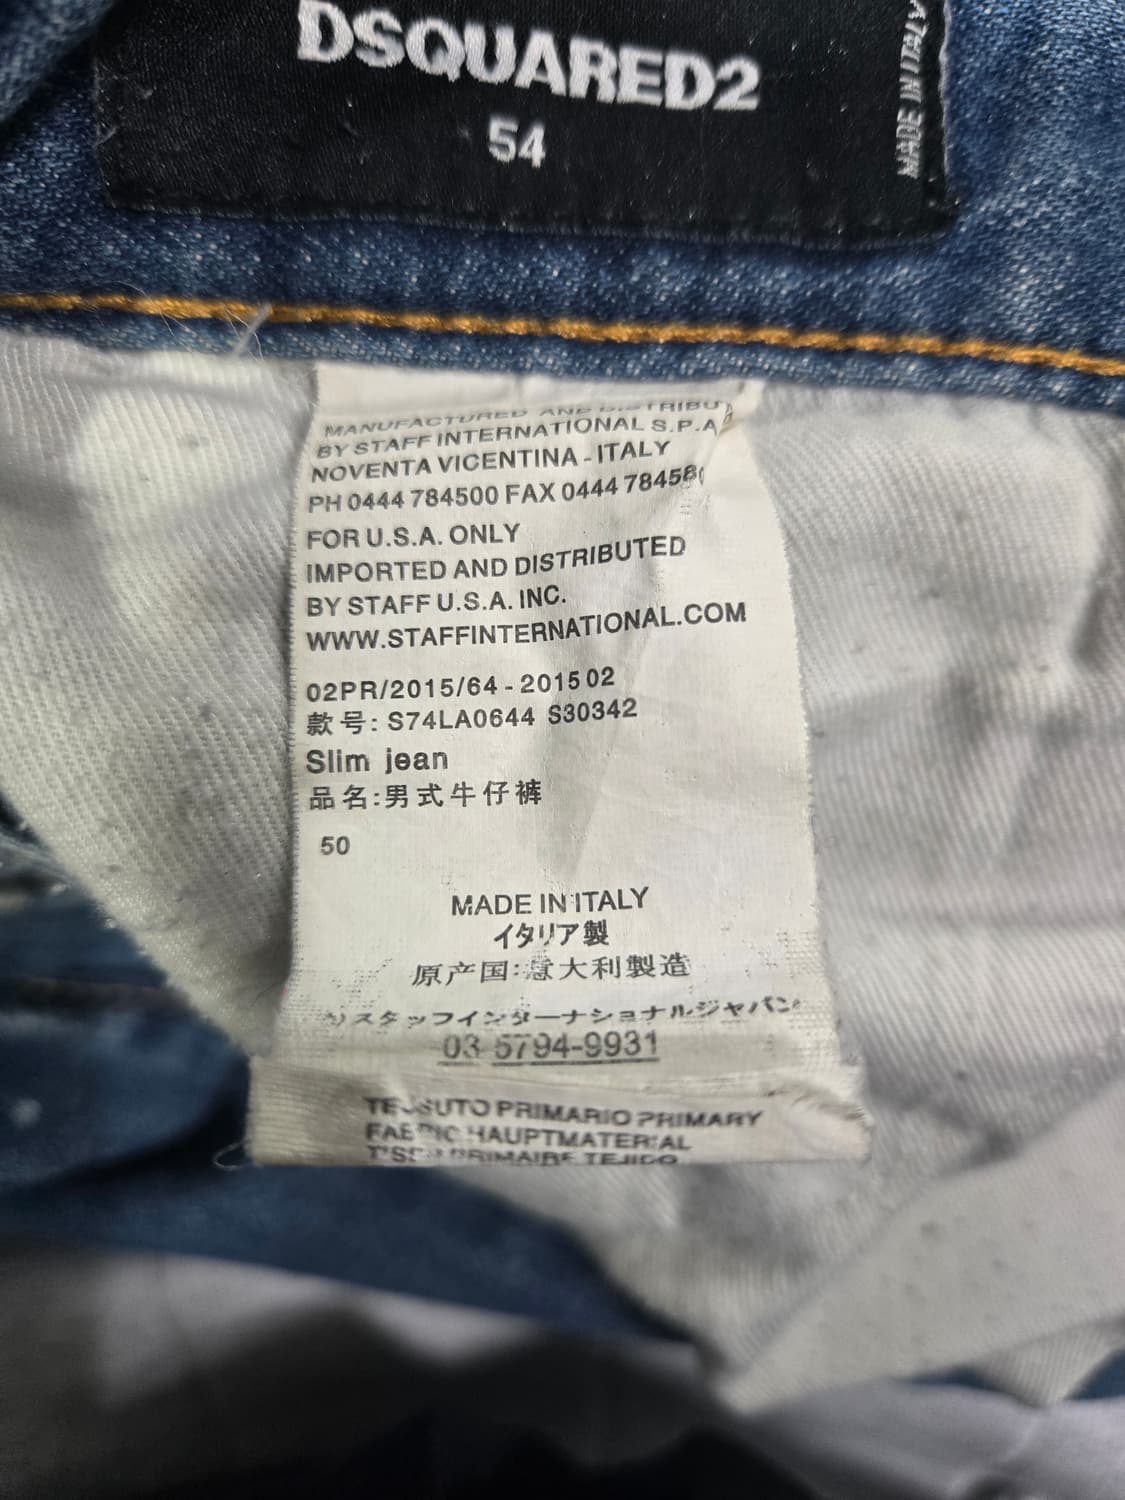 DSQUARED2
54
MADE IN ITALY
MANUFACTURED AND DISTRIBU
BY STAFF INTERNATIONAL S.P.A
NOVENTA VICENTINA - ITALY
PH 0444 784500 FAX 0444 78458
FOR U.S.A. ONLY
IMPORTED AND DISTRIBUTED
BY STAFF U.S.A. INC.
WWW.STAFFINTERNATIONAL.COM
02PR/2015/64 - 2015 02
款号: S74LA0644 S30342
Slim jean
品名:男式牛仔裤
50
MADE IN ITALY
イタリア製
原产国:意大利製造
スタッフインターナショナルジャパン
03 5794-9931
TESSUTO PRIMARIO PRIMARY
FABRIC HAUPTMATERIAL
PRIMAIRE TEJIDO